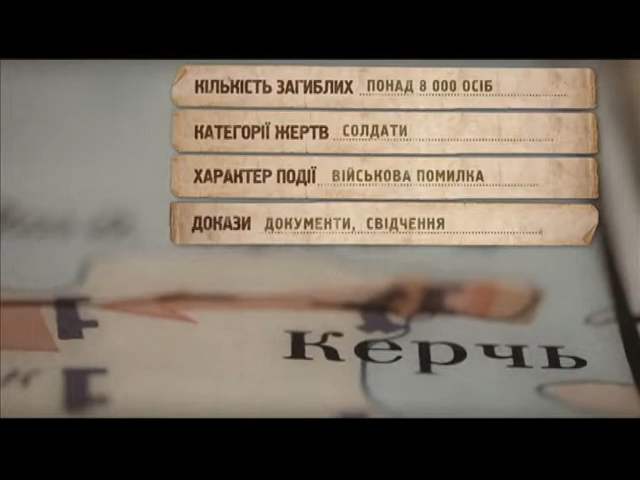 КІЛЬКІСТЬ ЗАГИБЛИХ ПОНАД 8 000 ОСІБ
КАТЕГОРІЇ ЖЕРТВ СОЛДАТИ
ХАРАКТЕР ПОДІЇ ВІЙСЬКОВА ПОМИЛКА
ДОКАЗИ ДОКУМЕНТИ, СВІДЧЕННЯ
Керчь